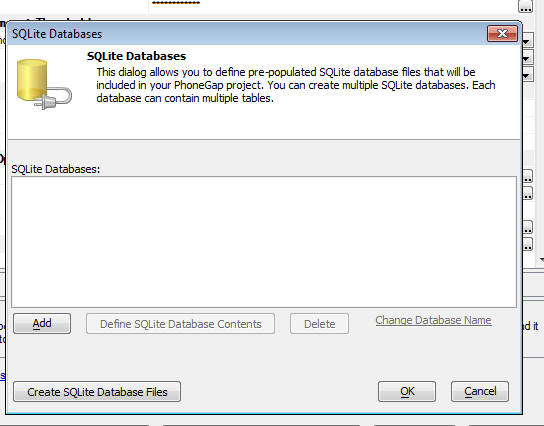 SQLite Databases
SQLite Databases
This dialog allows you to define pre-populated SQLite database files that will be
included in your PhoneGap project. You can create multiple SQLite databases. Each
database can contain multiple tables.
SQLite Databases:
Add Define SQLite Database Contents Delete Change Database Name
Create SQLite Database Files OK Cancel